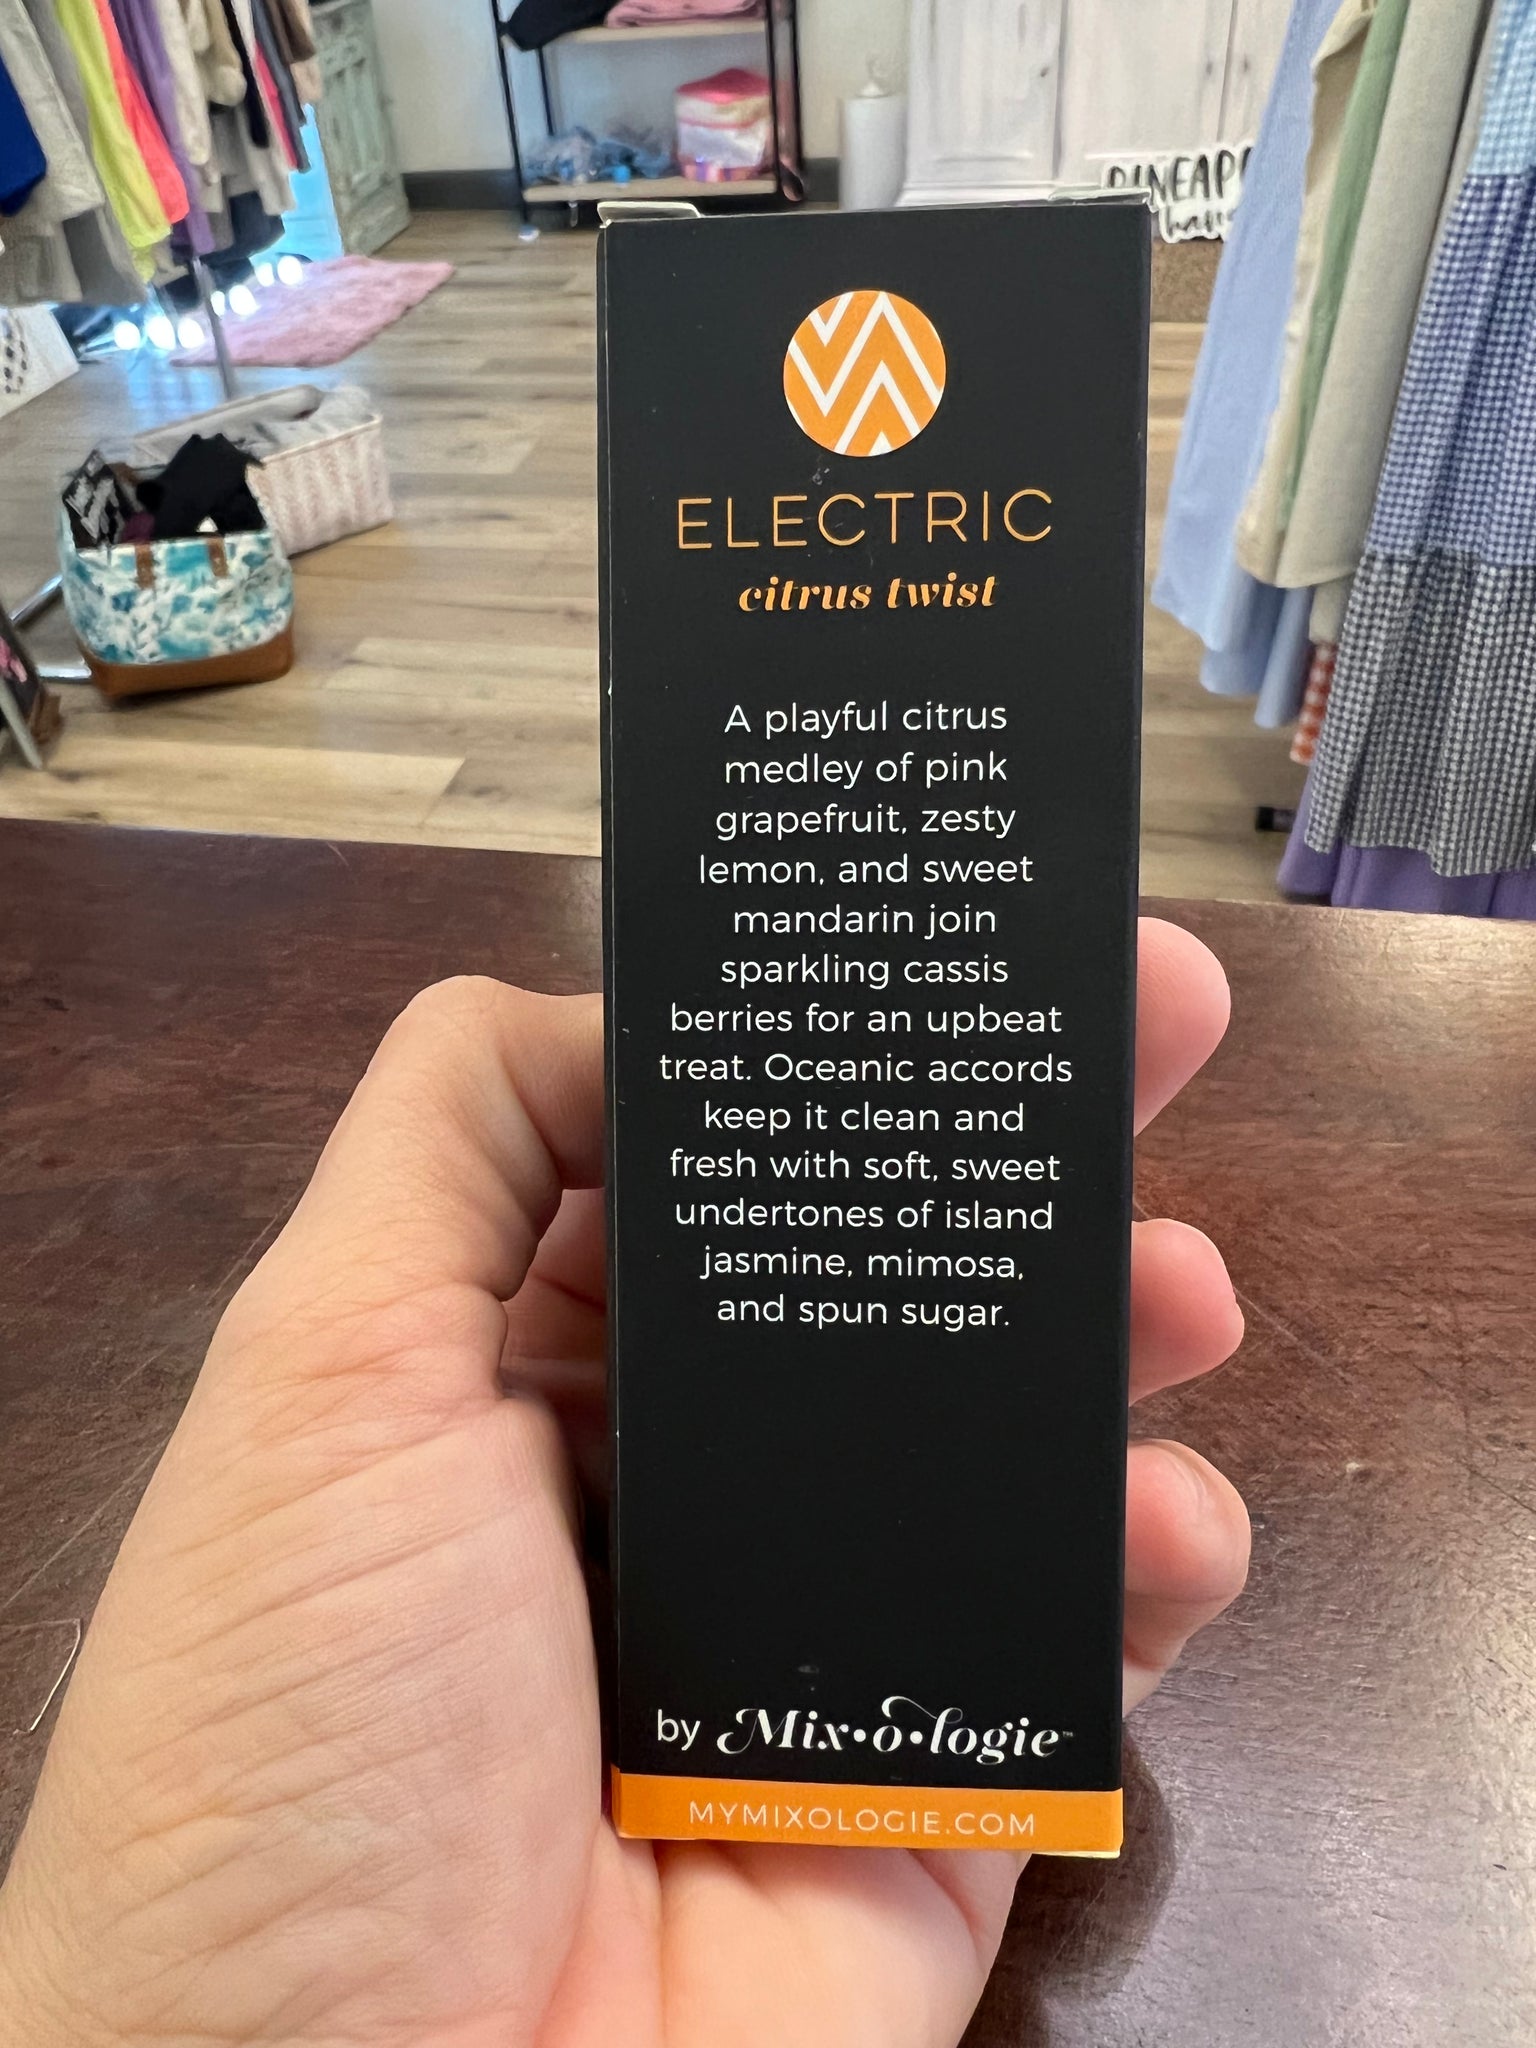 PINEAPP
ELECTRIC
citrus twist
A playful citrus
medley of pink
grapefruit, zesty
lemon, and sweet
mandarin join
sparkling cassis
berries for an upbeat
treat. Oceanic accords
keep it clean and
fresh with soft, sweet
undertones of island
jasmine, mimosa,
and spun sugar.
by Mix•o•logie™
MYMIXOLOGIE.COM